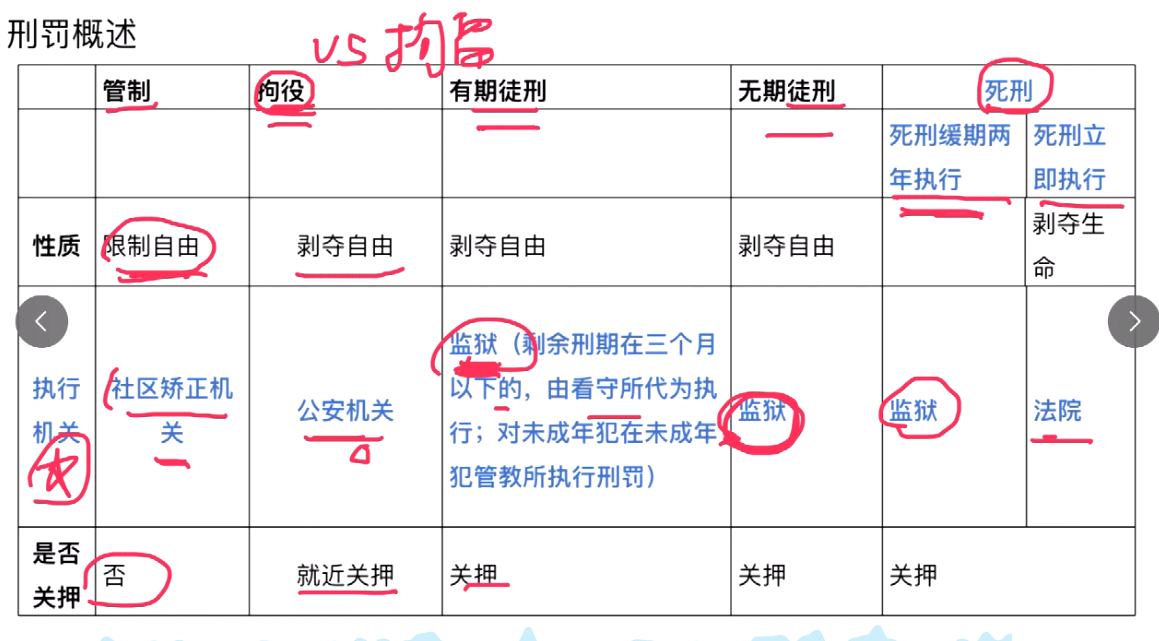 刑罚概述
vs 拘留
管制 拘役 有期徒刑 无期徒刑 死刑
死刑缓期两 死刑立
年执行 即执行
性质 限制自由 剥夺自由 剥夺自由 剥夺自由 剥夺生
命
执行 社区矫正机 公安机关 监狱（剩余刑期在三个月 监狱 监狱 法院
机关 关 以下的，由看守所代为执
行；对未成年犯在未成年
犯管教所执行刑罚）
是否 否 就近关押 关押 关押 关押
关押